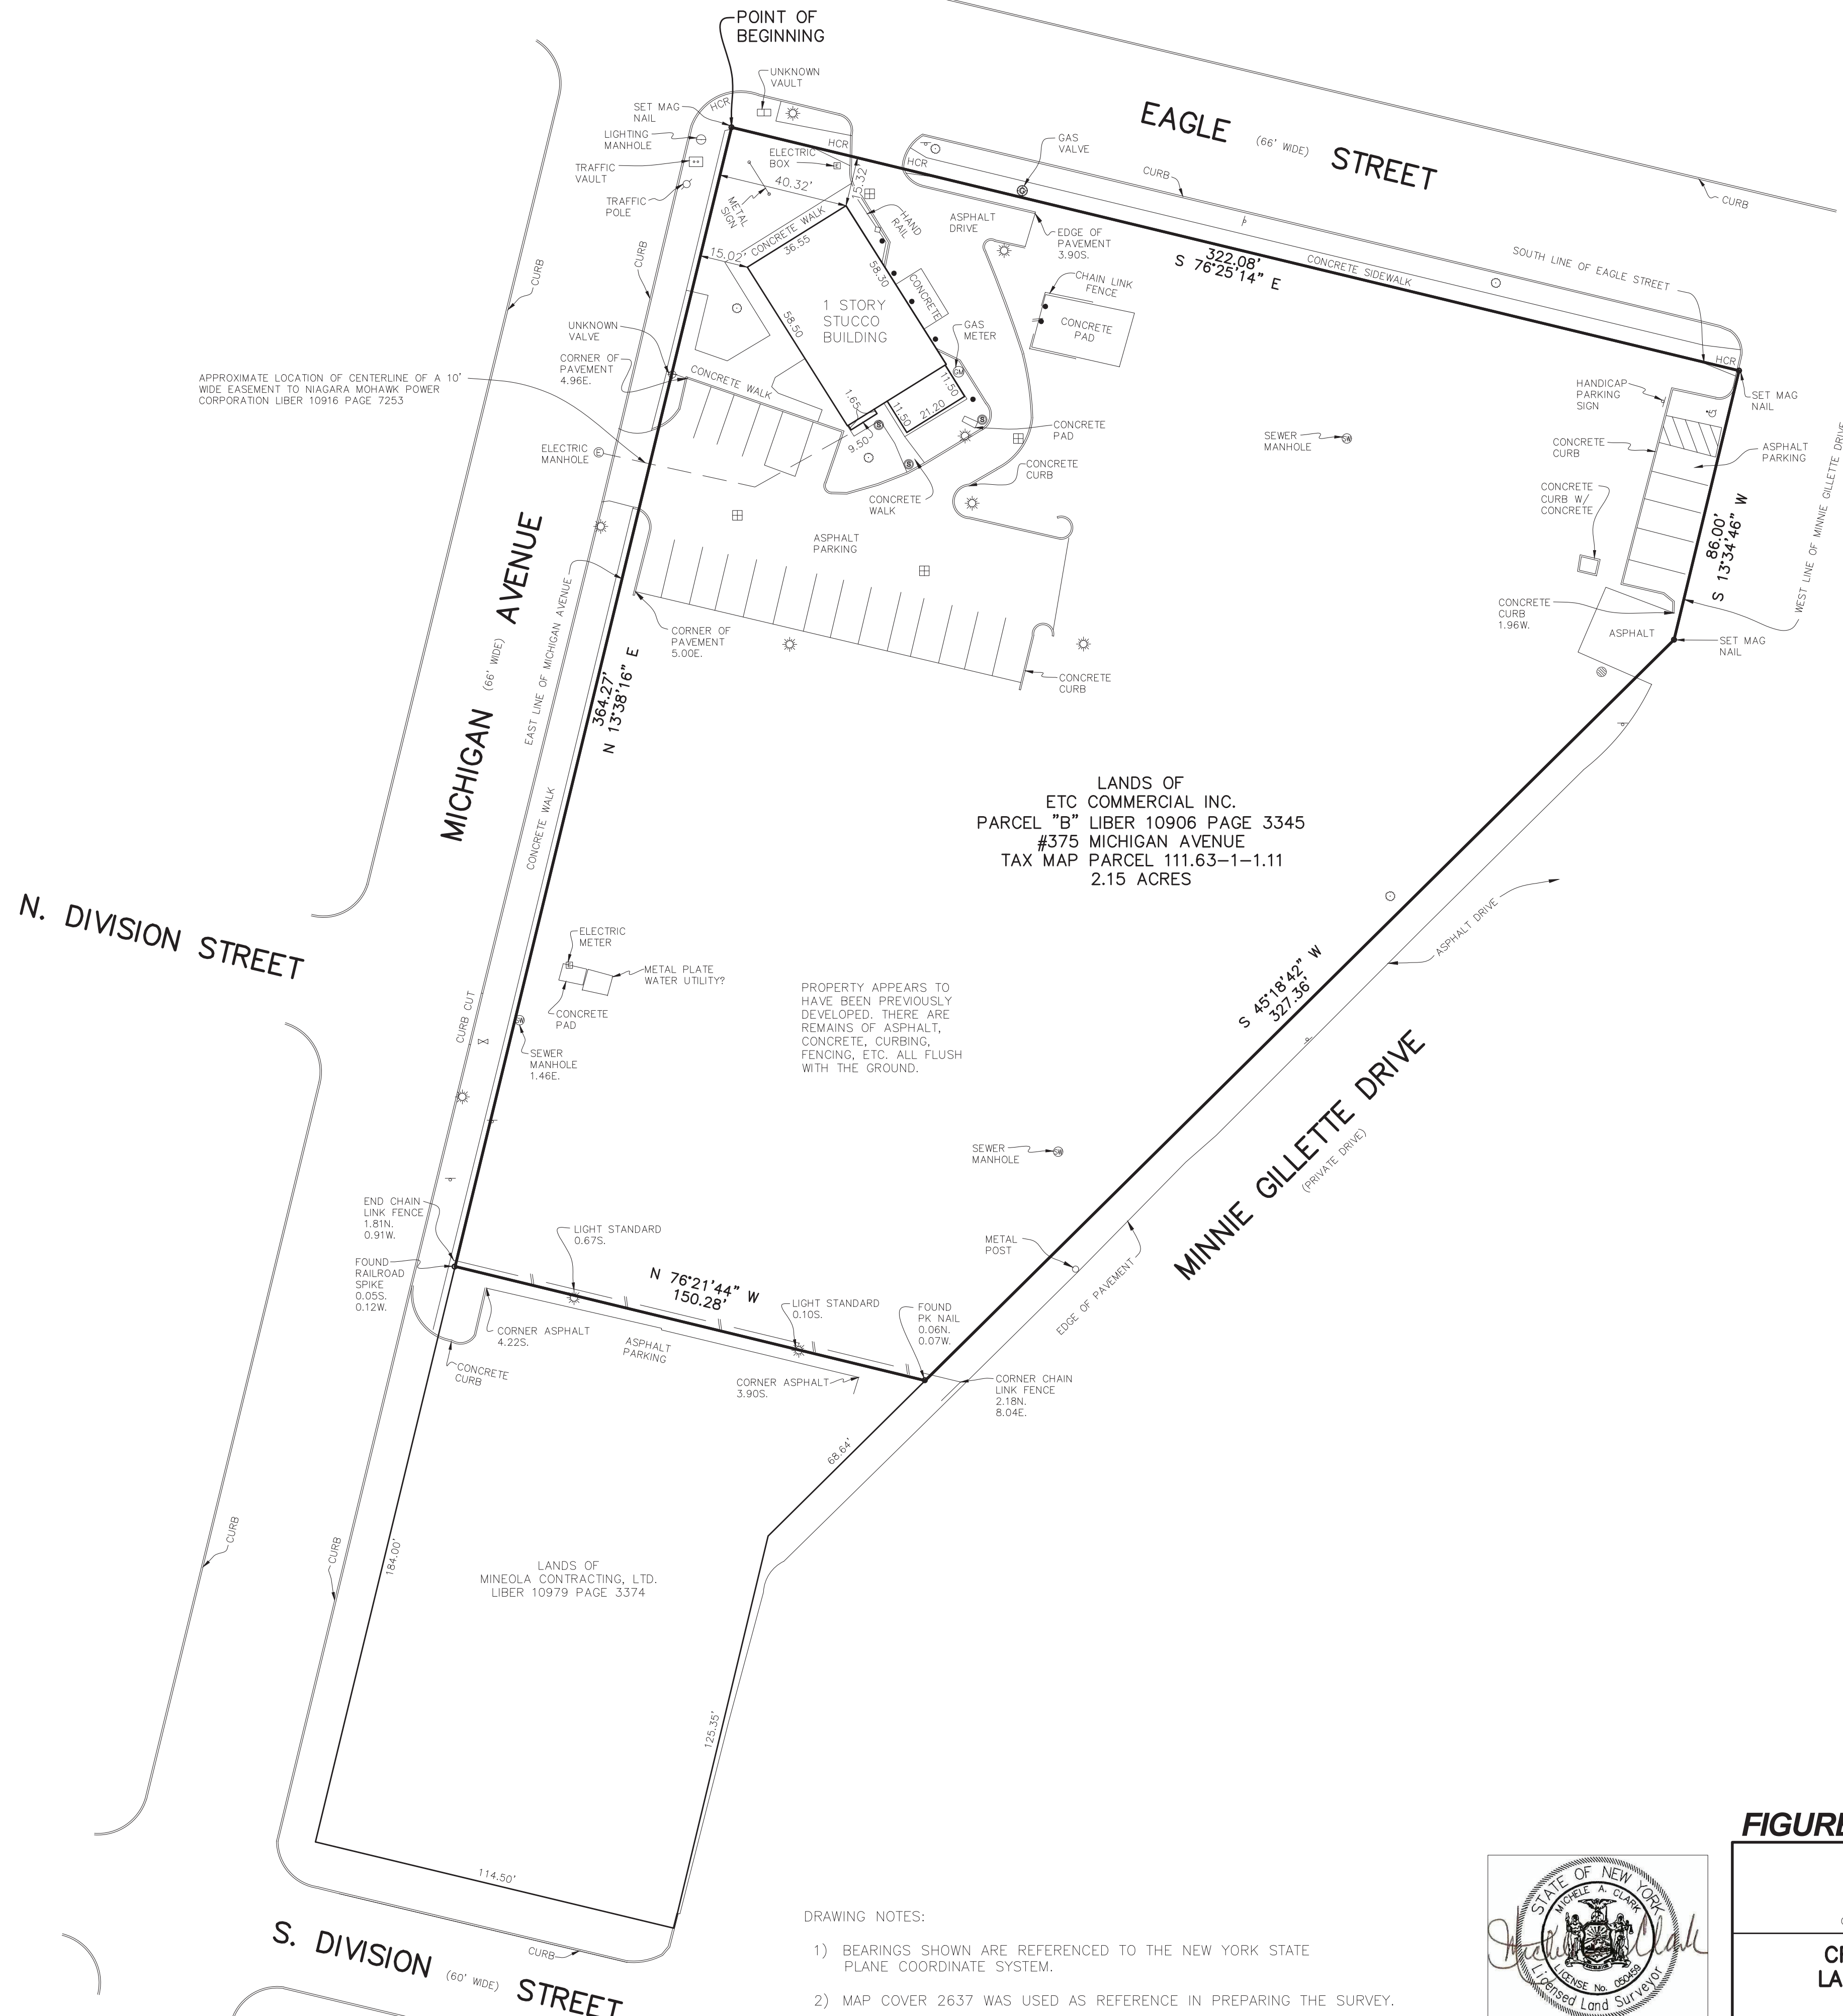 POINT OF
BEGINNING
UNKNOWN
VAULT
SET MAG
NAIL
HCR
LIGHTING
MANHOLE
TRAFFIC
VAULT
TRAFFIC
POLE
ELECTRIC
BOX
E
HCR
HCR
GAS
VALVE
EAGLE (66' WIDE) STREET
CURB
CURB
40.32'
15.32'
METAL
SIGN
CONCRETE WALK
36.55
15.02'
HAND
RAIL
ASPHALT
DRIVE
EDGE OF
PAVEMENT
3.90S.
322.08'
S 76°25'14" E
CONCRETE SIDEWALK
SOUTH LINE OF EAGLE STREET
HCR
CURB
CURB
58.30
58.50
CONCRETE
1 STORY
STUCCO
BUILDING
CHAIN LINK
FENCE
CONCRETE
PAD
GAS
METER
GM
UNKNOWN
VALVE
CORNER OF
PAVEMENT
4.96E.
CONCRETE WALK
APPROXIMATE LOCATION OF CENTERLINE OF A 10'
WIDE EASEMENT TO NIAGARA MOHAWK POWER
CORPORATION LIBER 10916 PAGE 7253
1.65
9.50
11.50
21.20
11.50
S
S
S
CONCRETE
PAD
CONCRETE
CURB
CONCRETE
WALK
ELECTRIC
MANHOLE
E
SEWER
MANHOLE
SW
HANDICAP
PARKING
SIGN
SET MAG
NAIL
CONCRETE
CURB
ASPHALT
PARKING
CONCRETE
CURB W/
CONCRETE
86.00'
S 13°34'46" W
WEST LINE OF MINNIE GILLETTE DRIVE
CONCRETE
CURB
1.96W.
ASPHALT
SET MAG
NAIL
ASPHALT
PARKING
MICHIGAN (66' WIDE) AVENUE
EAST LINE OF MICHIGAN AVENUE
CORNER OF
PAVEMENT
5.00E.
CONCRETE
CURB
364.27'
N 13°38'16" E
CONCRETE WALK
LANDS OF
ETC COMMERCIAL INC.
PARCEL "B" LIBER 10906 PAGE 3345
#375 MICHIGAN AVENUE
TAX MAP PARCEL 111.63-1-1.11
2.15 ACRES
N. DIVISION STREET
ELECTRIC
METER
METAL PLATE
WATER UTILITY?
CONCRETE
PAD
CURB CUT
SW
SEWER
MANHOLE
1.46E.
PROPERTY APPEARS TO
HAVE BEEN PREVIOUSLY
DEVELOPED. THERE ARE
REMAINS OF ASPHALT,
CONCRETE, CURBING,
FENCING, ETC. ALL FLUSH
WITH THE GROUND.
S 45°18'42" W
327.36'
ASPHALT DRIVE
MINNIE GILLETTE DRIVE
(PRIVATE DRIVE)
SEWER
MANHOLE
SW
METAL
POST
EDGE OF PAVEMENT
END CHAIN
LINK FENCE
1.81N.
0.91W.
FOUND
RAILROAD
SPIKE
0.05S.
0.12W.
LIGHT STANDARD
0.67S.
N 76°21'44" W
150.28'
LIGHT STANDARD
0.10S.
FOUND
PK NAIL
0.06N.
0.07W.
CORNER ASPHALT
4.22S.
ASPHALT
PARKING
CONCRETE
CURB
CORNER ASPHALT
3.90S.
CORNER CHAIN
LINK FENCE
2.18N.
8.04E.
68.64'
CURB
CURB
184.00'
LANDS OF
MINEOLA CONTRACTING, LTD.
LIBER 10979 PAGE 3374
125.35'
114.50'
S. DIVISION (60' WIDE) STREET
CURB
DRAWING NOTES:
1) BEARINGS SHOWN ARE REFERENCED TO THE NEW YORK STATE
PLANE COORDINATE SYSTEM.
2) MAP COVER 2637 WAS USED AS REFERENCE IN PREPARING THE SURVEY.
STATE OF NEW YORK
MICHELE A. CLARK
LICENSE No. 050459
Licensed Land Surveyor
Michele Clark
FIGURE